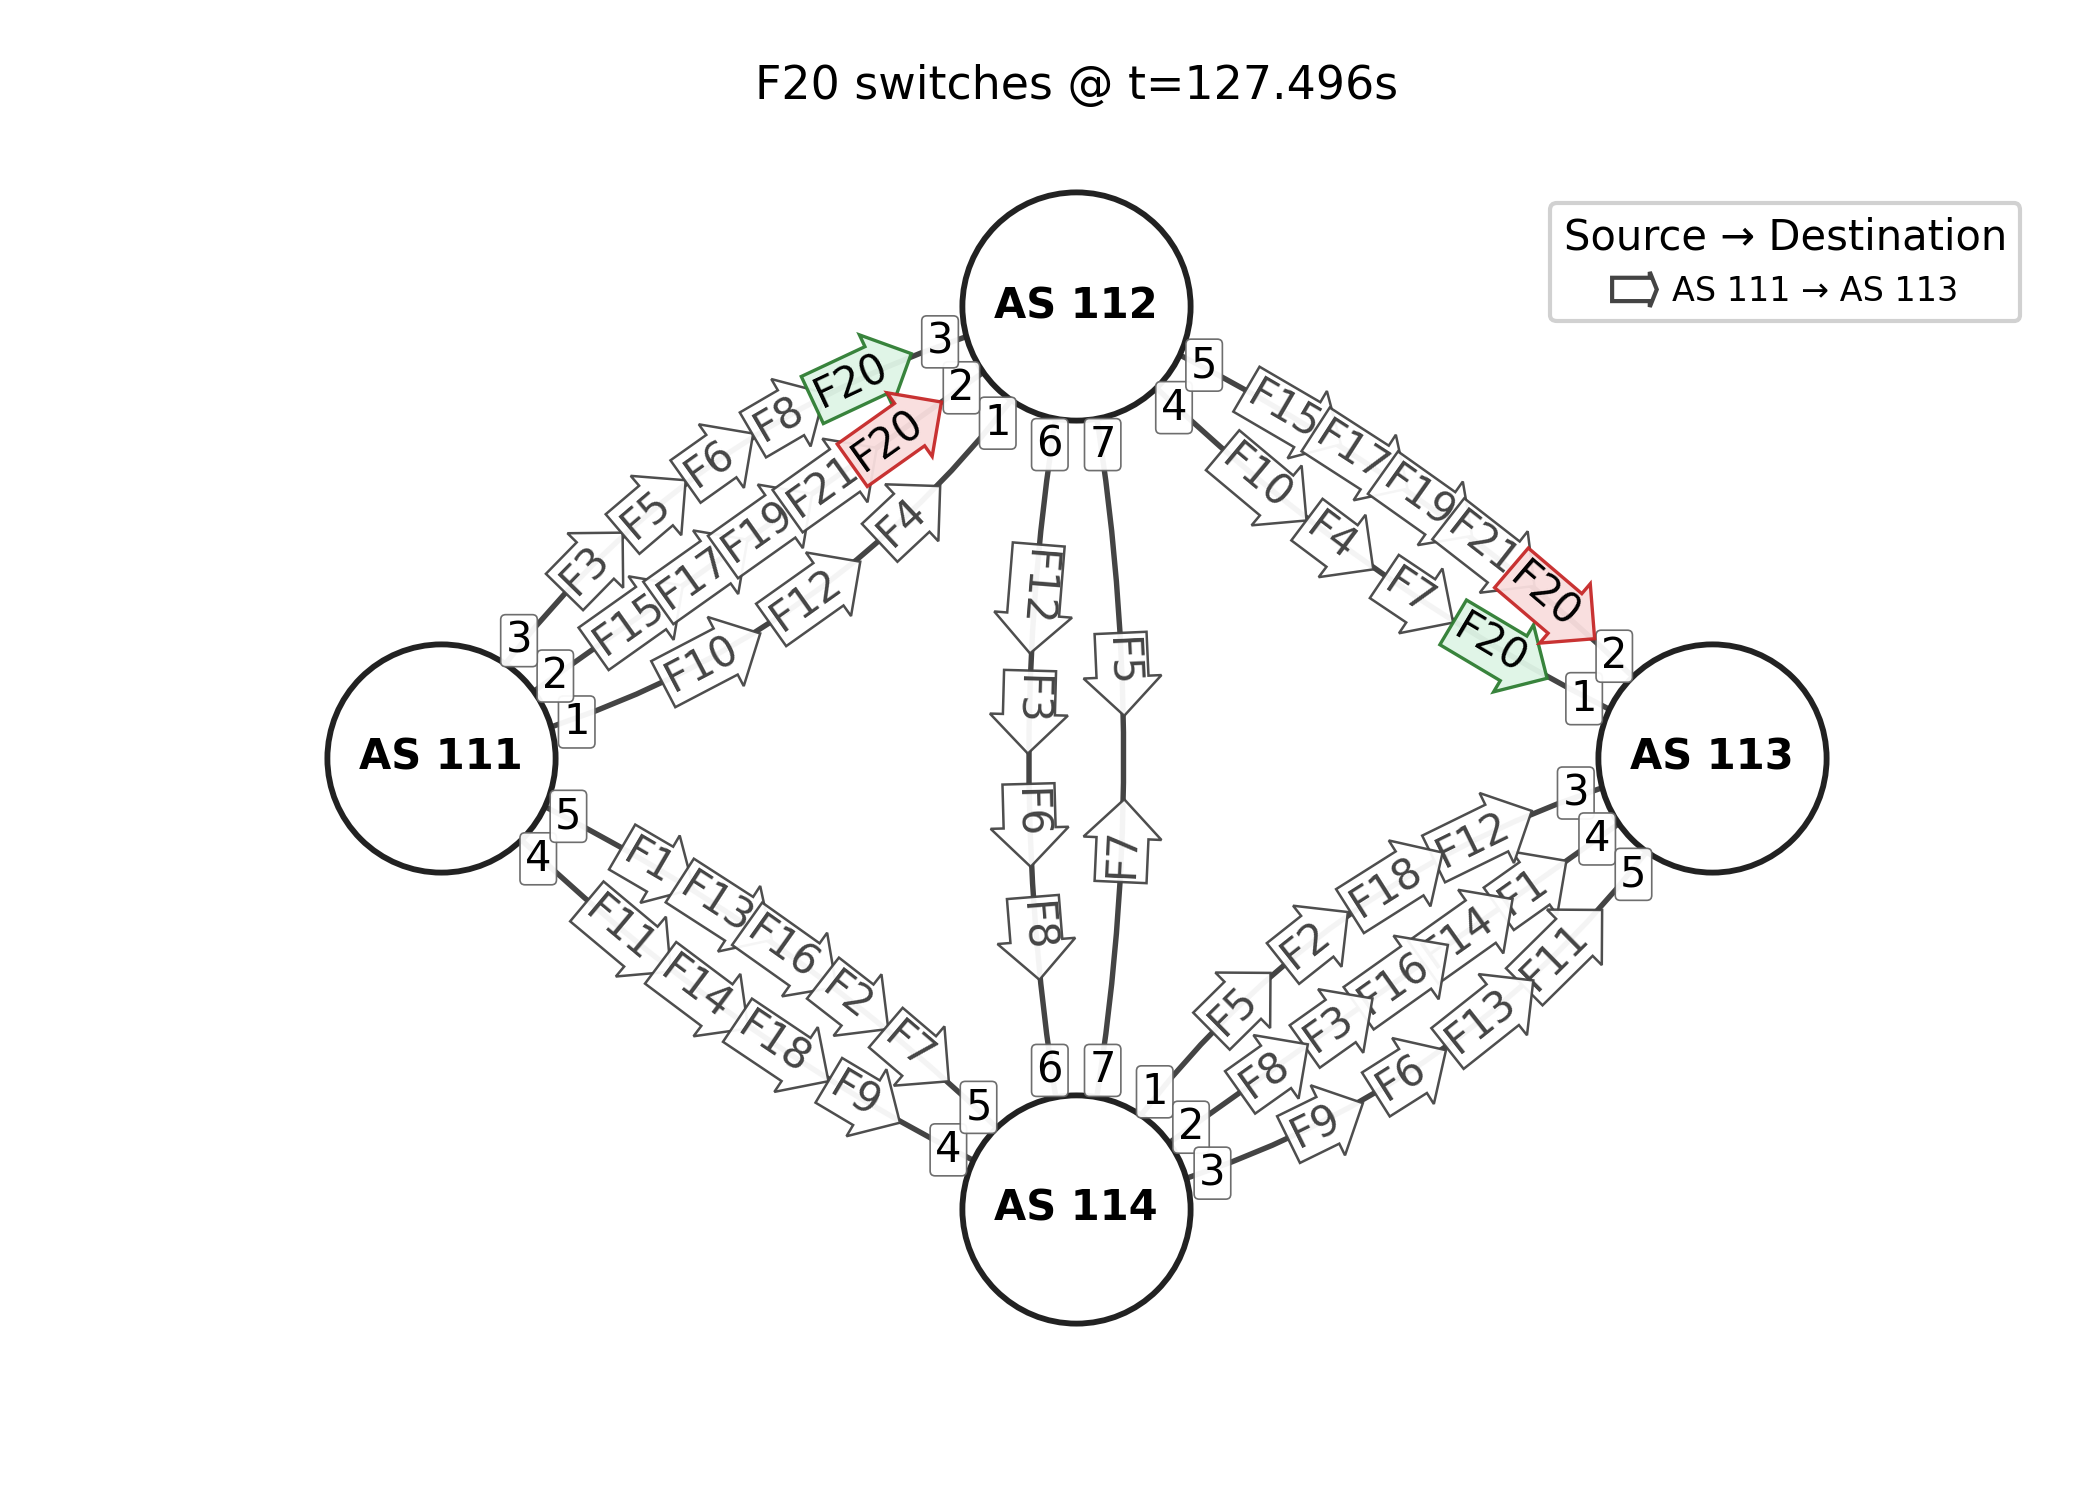 F20 switches @ t=127.496s
Source → Destination
AS 111 → AS 113
AS 112
3
2
1
6
7
4
5
F20
F8
F6
F5
F3
F20
F21
F19
F17
F15
F4
F12
F10
F15
F17
F19
F21
F20
F10
F4
F7
F20
F12
F3
F6
F8
F5
F7
AS 111
3
2
1
5
4
AS 113
2
1
3
4
5
F1
F13
F16
F2
F7
F11
F14
F18
F9
F12
F18
F2
F5
F1
F14
F16
F3
F8
F11
F13
F6
F9
5
4
6
7
1
2
3
AS 114